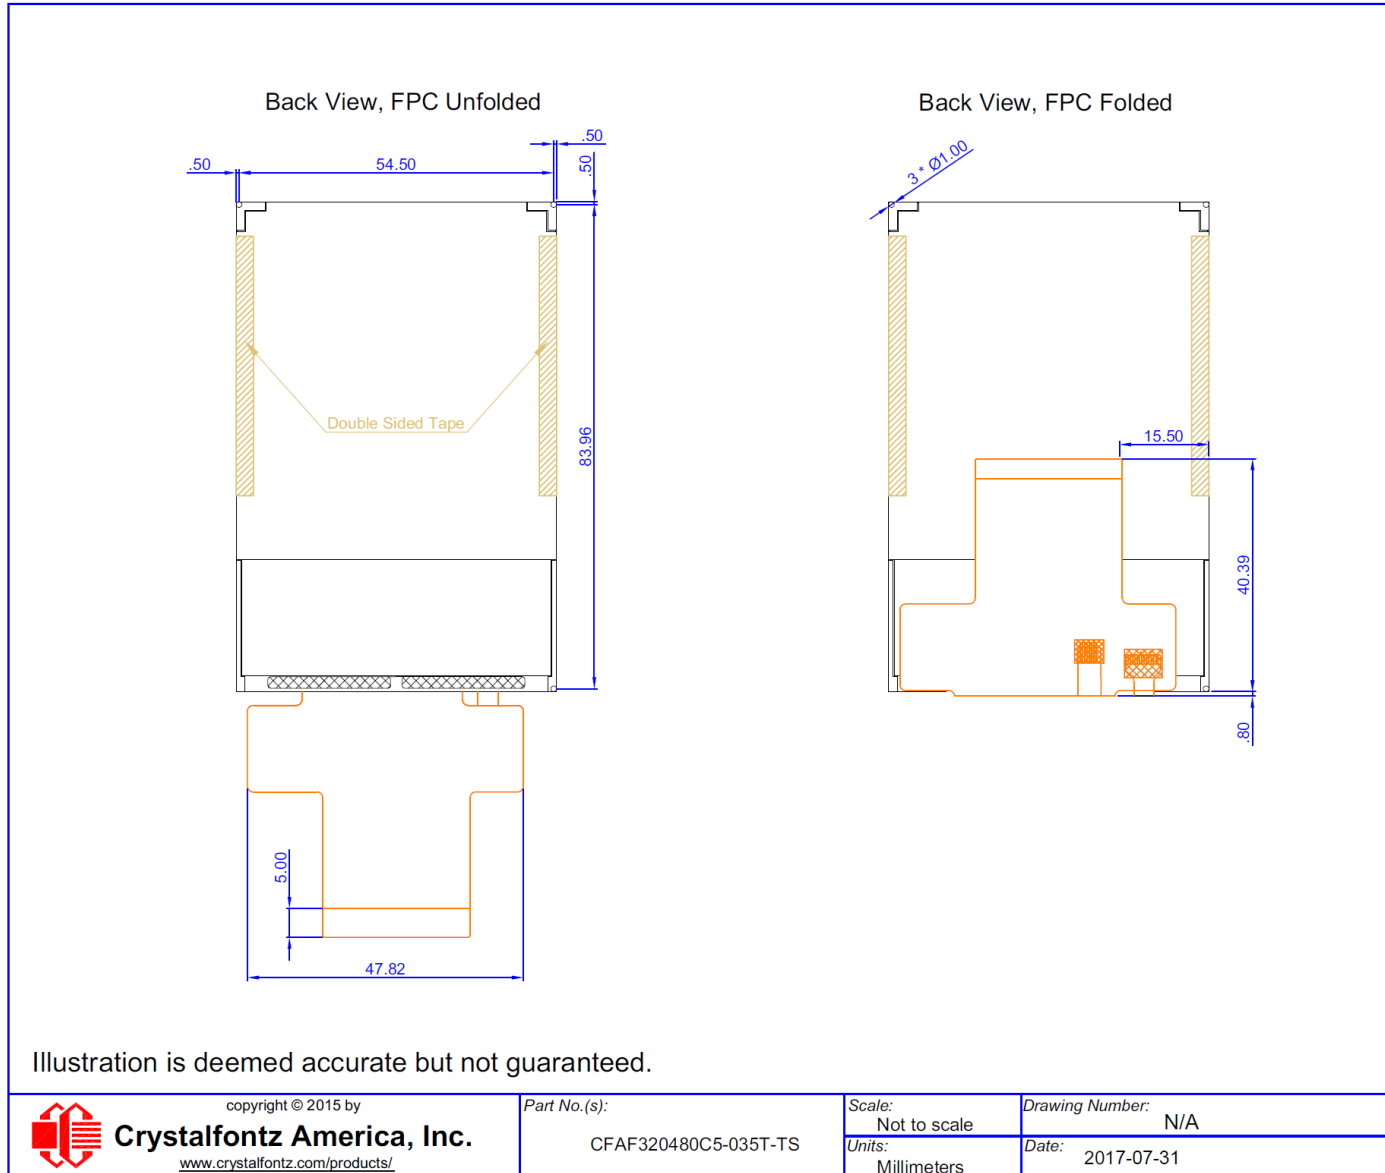 Back View, FPC Unfolded
Back View, FPC Folded
.50
54.50
.50
.50
83.96
Double Sided Tape
5.00
47.82
3 * Ø1.00
15.50
40.39
.80
Illustration is deemed accurate but not guaranteed.
copyright © 2015 by
Crystalfontz America, Inc.
www.crystalfontz.com/products/
Part No.(s):
CFAF320480C5-035T-TS
Scale:
Not to scale
Units:
Millimeters
Drawing Number:
N/A
Date:
2017-07-31